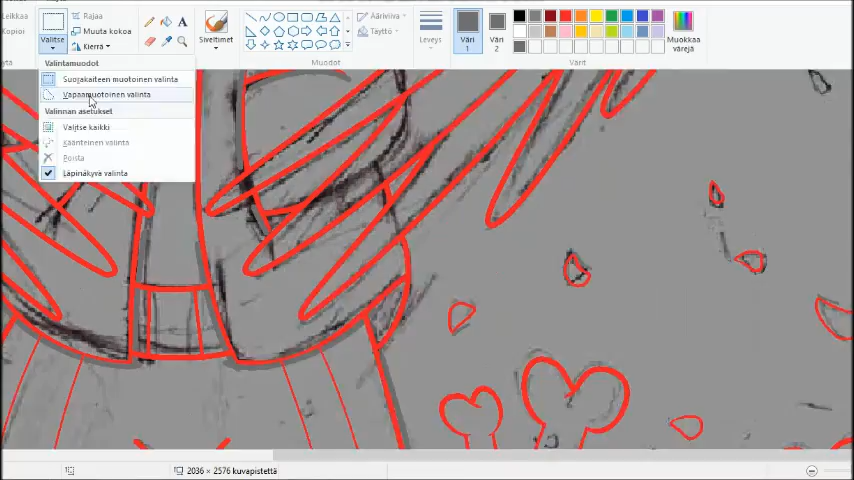 Leikkaa
Kopioi
Valitse
Rajaa
Muuta kokoa
Kierrä
Siveltimet
Ääriviiva
Täyttö
Muodot
Leveys
Väri
1
Väri
2
Muokkaa
värejä
Värit
Valintamuodot
Suorakaiteen muotoinen valinta
Vapaamuotoinen valinta
Valinnan asetukset
Valitse kaikki
Käänteinen valinta
Poista
Läpinäkyvä valinta
2036 × 2576 kuvapistettä